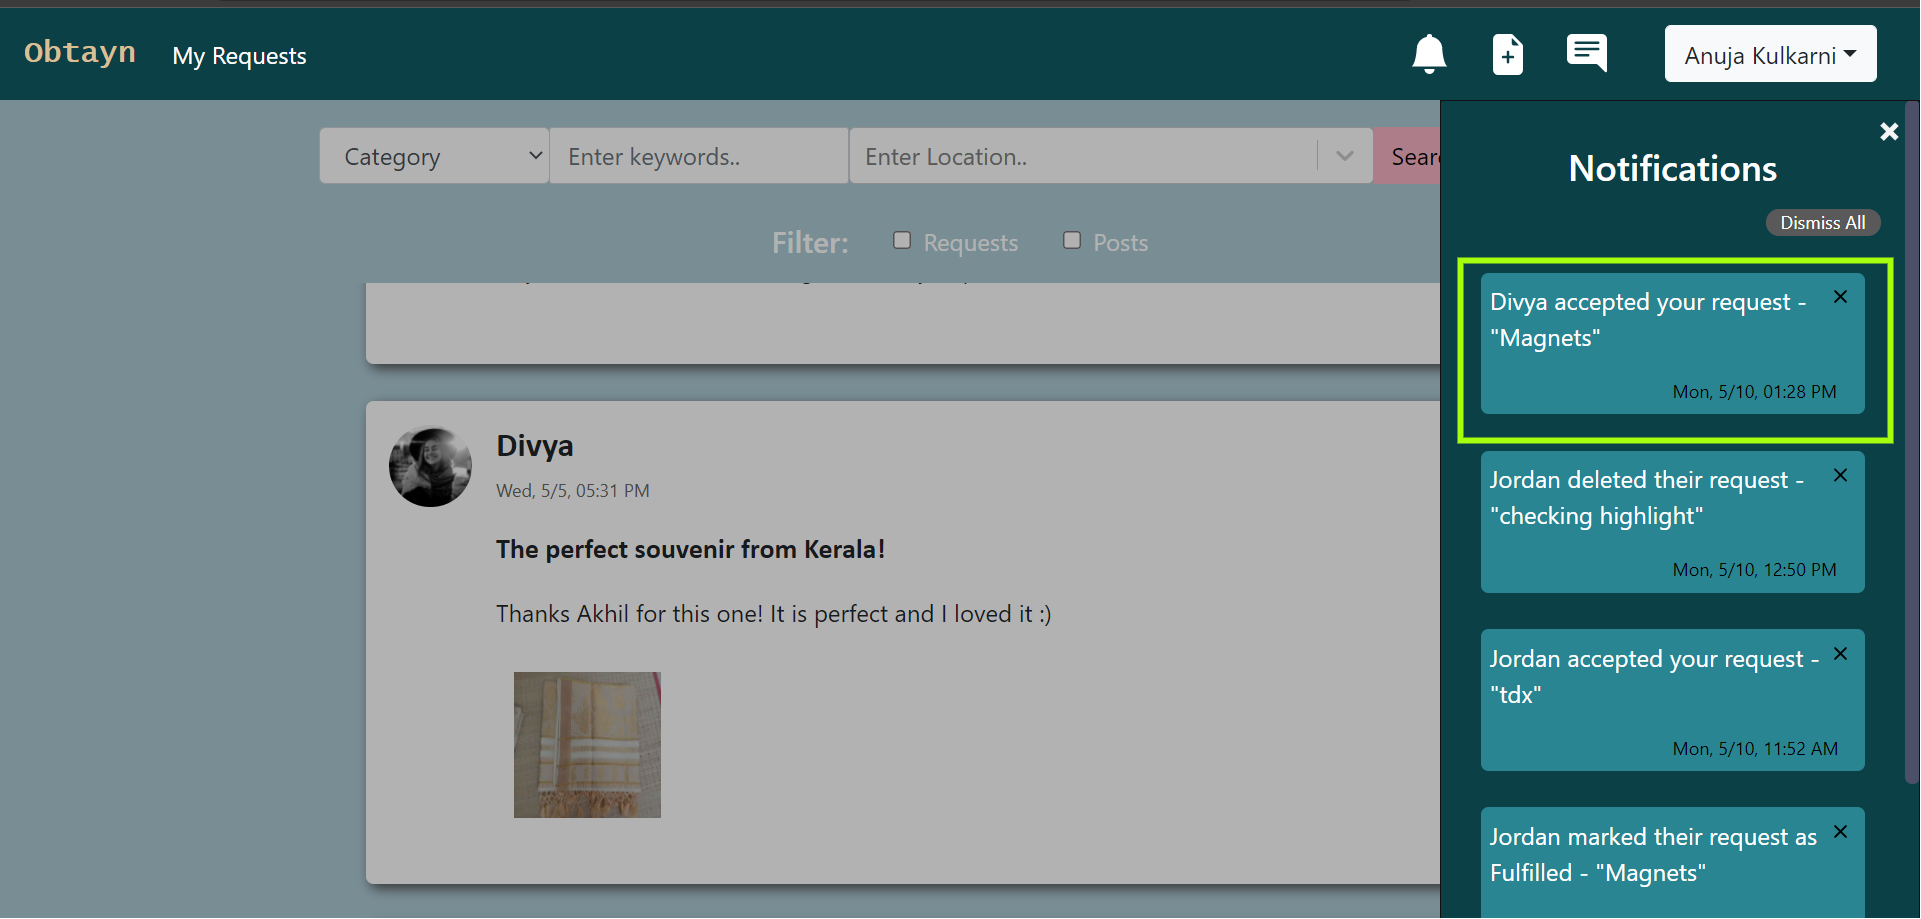 Obtayn
My Requests
Anuja Kulkarni
Category
Enter keywords..
Enter Location..
Sear
Filter:
Requests
Posts
Divya
Wed, 5/5, 05:31 PM
The perfect souvenir from Kerala!
Thanks Akhil for this one! It is perfect and I loved it :)
Notifications
Dismiss All
Divya accepted your request -
"Magnets"
Mon, 5/10, 01:28 PM
Jordan deleted their request -
"checking highlight"
Mon, 5/10, 12:50 PM
Jordan accepted your request -
"tdx"
Mon, 5/10, 11:52 AM
Jordan marked their request as
Fulfilled - "Magnets"